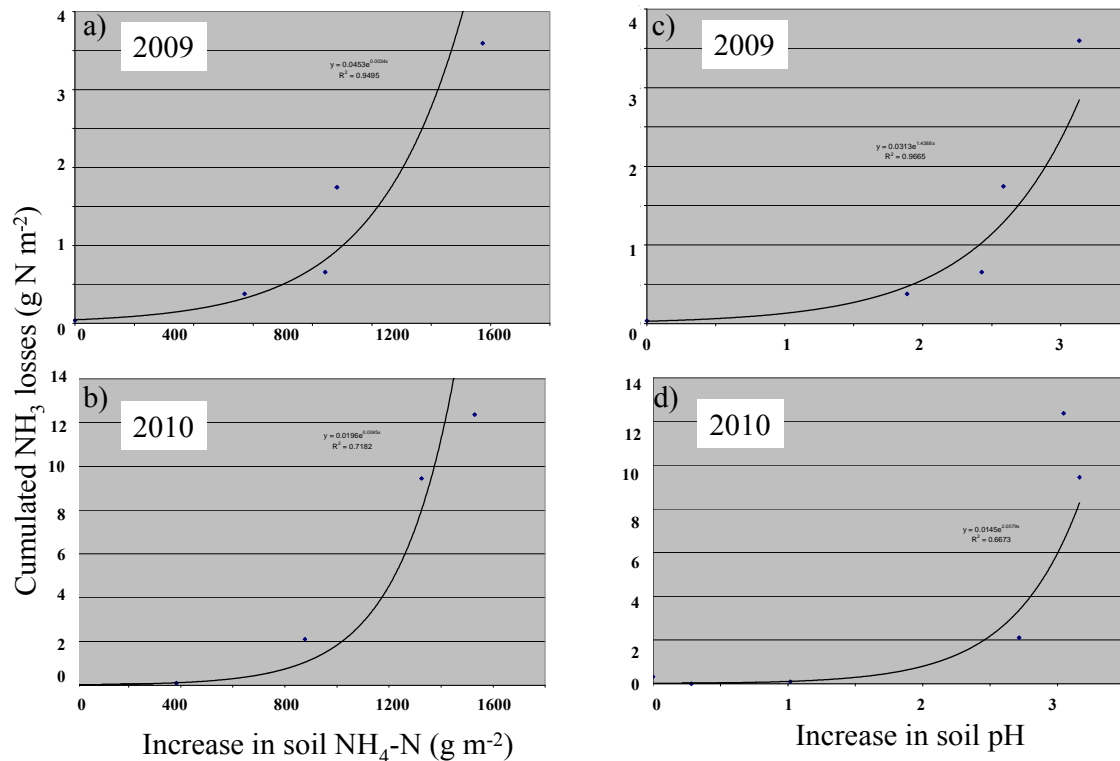 a)
2009
4
3
2
1
0
y = 0.0453e^0.0034x
R² = 0.9495
0 400 800 1200 1600
c)
2009
4
3
2
1
0
y = 0.0313e^1.4388x
R² = 0.9665
0 1 2 3
b)
2010
14
12
10
8
6
4
2
0
y = 0.0196e^0.0045x
R² = 0.7182
0 400 800 1200 1600
d)
2010
14
12
10
8
6
4
2
0
y = 0.0145e^2.0079x
R² = 0.6673
0 1 2 3
Cumulated NH₃ losses (g N m⁻²)
Increase in soil NH₄-N (g m⁻²)
Increase in soil pH